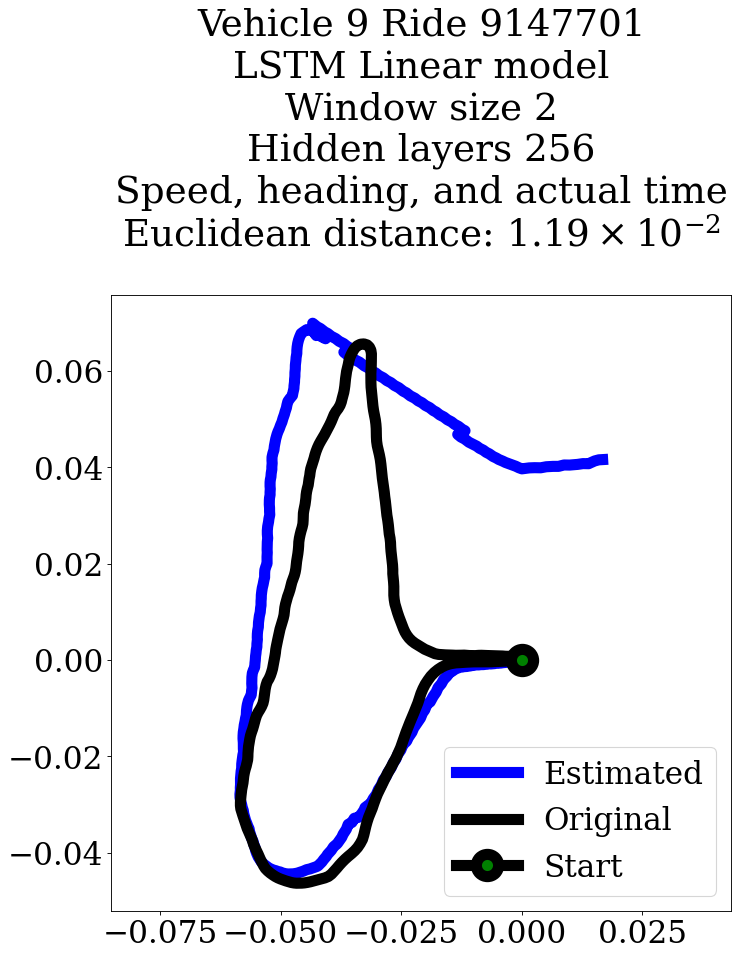 Vehicle 9 Ride 9147701
LSTM Linear model
Window size 2
Hidden layers 256
Speed, heading, and actual time
Euclidean distance: 1.19 × 10⁻²
0.06
0.04
0.02
0.00
−0.02
−0.04
Estimated
Original
Start
−0.075 −0.050 −0.025 0.000 0.025